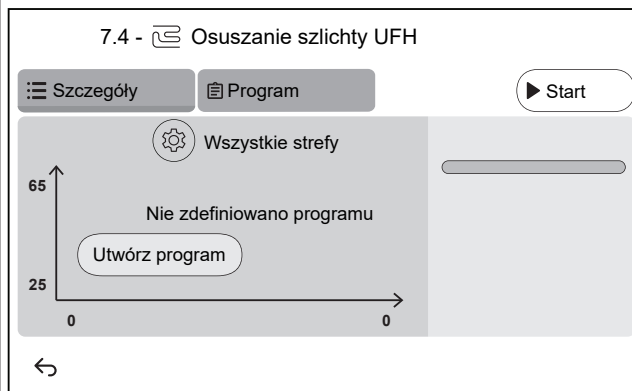 7.4 - Osuszanie szlichty UFH
Szczegóły
Program
Start
Wszystkie strefy
65
Nie zdefiniowano programu
Utwórz program
25
0
0